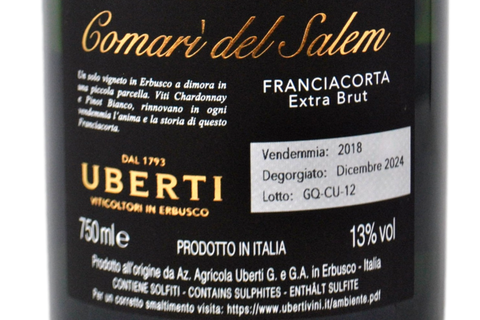 Comarì del Salem
Un solo vigneto in Erbusco a dimora in
una piccola parcella. Viti Chardonnay
e Pinot Bianco, rinnovano in ogni
vendemmia l'anima e la storia di questo
Franciacorta.
FRANCIACORTA
Extra Brut
Vendemmia: 2018
Degorgiato: Dicembre 2024
Lotto: GQ-CU-12
DAL 1793
UBERTI
VITICOLTORI IN ERBUSCO
750 ml e
PRODOTTO IN ITALIA
13% vol
Prodotto all'origine da Az. Agricola Uberti G. e G.A. in Erbusco - Italia
CONTIENE SOLFITI - CONTAINS SULPHITES - ENTHÄLT SULFITE
Per un corretto smaltimento visita: https://www.ubertivini.it/ambiente.pdf